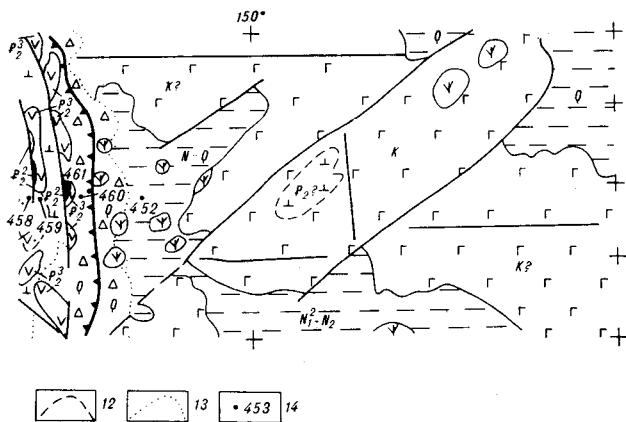 150°
Q
P₂³
K?
P₂³
Q
N-Q
K
461
P₂²
P₂?
P₂²
460
452
458
459
P₂³
Q
P₂³
K?
Q
N₁²-N₂
12
13
• 453
14